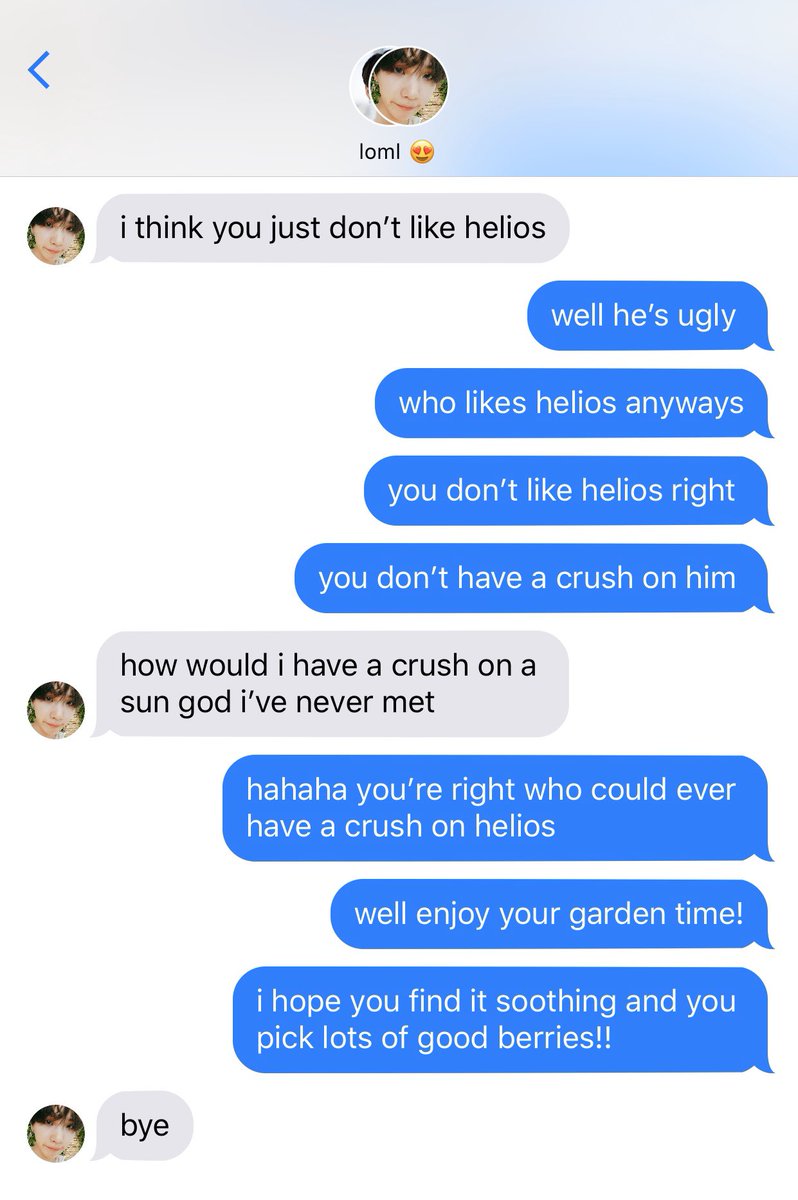 loml 😍
i think you just don’t like helios
well he’s ugly
who likes helios anyways
you don’t like helios right
you don’t have a crush on him
how would i have a crush on a
sun god i’ve never met
hahaha you’re right who could ever
have a crush on helios
well enjoy your garden time!
i hope you find it soothing and you
pick lots of good berries!!
bye